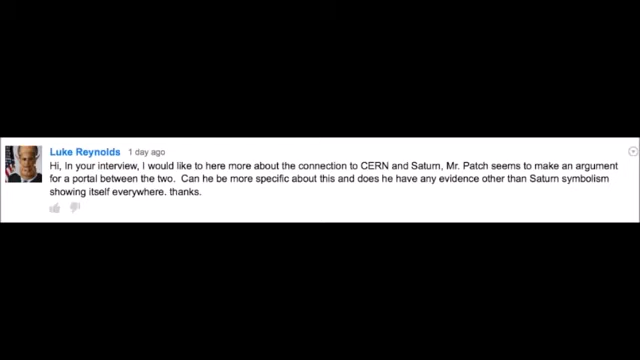 Luke Reynolds 1 day ago
Hi, In your interview, I would like to here more about the connection to CERN and Saturn, Mr. Patch seems to make an argument
for a portal between the two. Can he be more specific about this and does he have any evidence other than Saturn symbolism
showing itself everywhere. thanks.